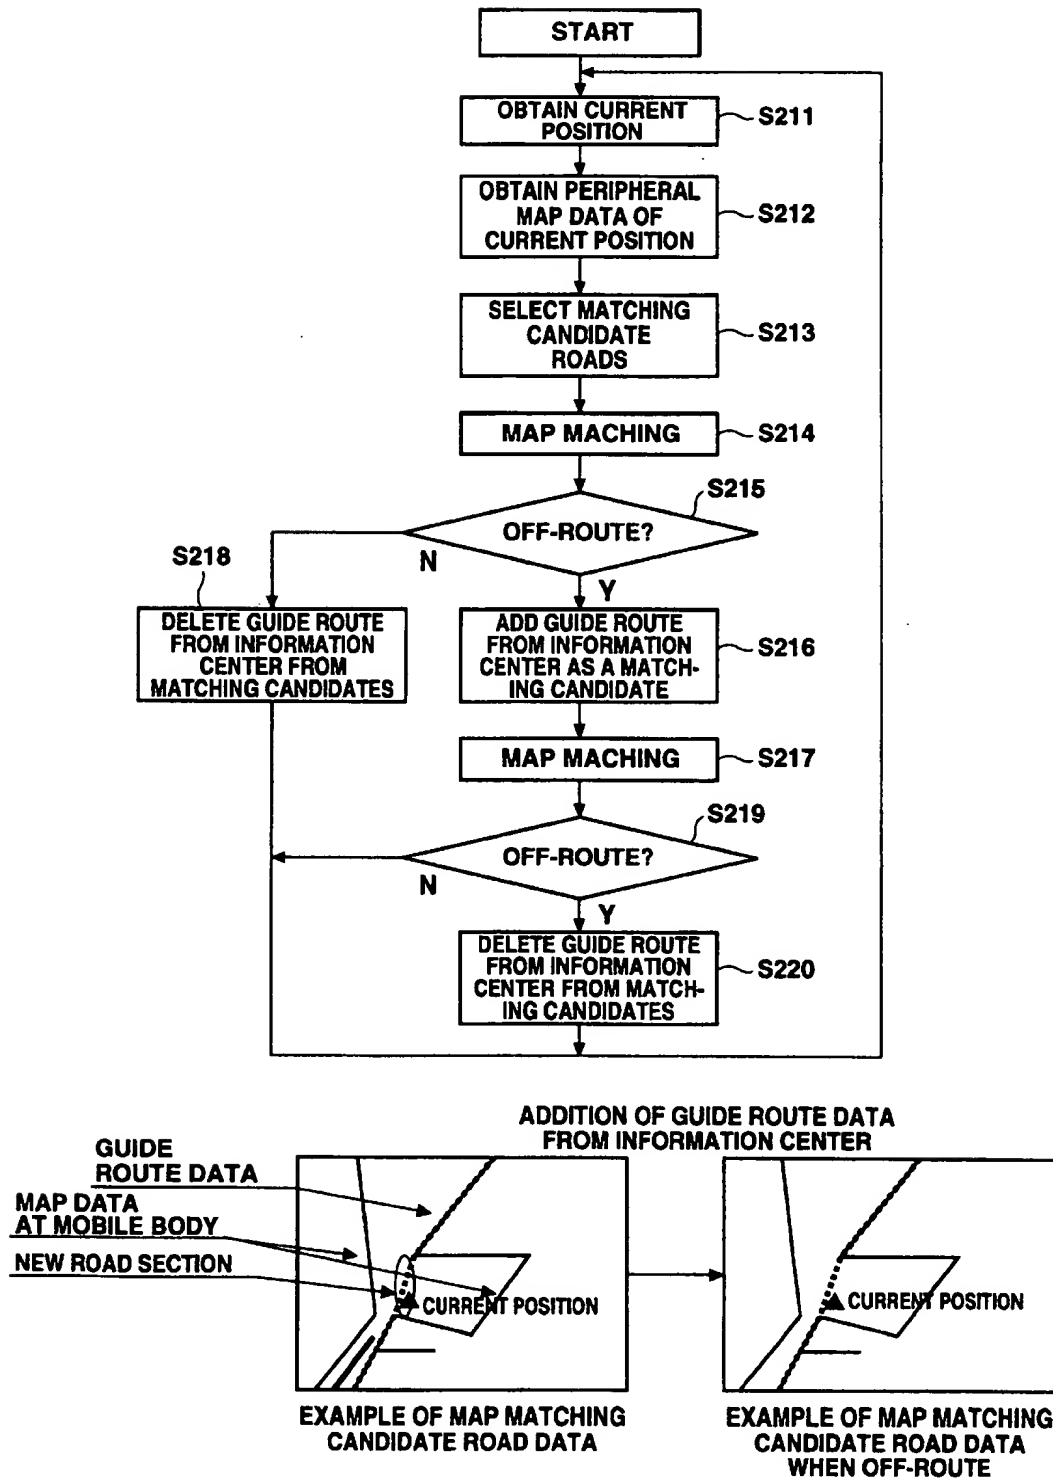 START
OBTAIN CURRENT
POSITION
S211
OBTAIN PERIPHERAL
MAP DATA OF
CURRENT POSITION
S212
SELECT MATCHING
CANDIDATE
ROADS
S213
MAP MACHING
S214
OFF-ROUTE?
S215
N
Y
S218
DELETE GUIDE ROUTE
FROM INFORMATION
CENTER FROM
MATCHING CANDIDATES
ADD GUIDE ROUTE
FROM INFORMATION
CENTER AS A MATCH-
ING CANDIDATE
S216
MAP MACHING
S217
OFF-ROUTE?
S219
N
Y
DELETE GUIDE ROUTE
FROM INFORMATION
CENTER FROM MATCH-
ING CANDIDATES
S220
ADDITION OF GUIDE ROUTE DATA
FROM INFORMATION CENTER
GUIDE
ROUTE DATA
MAP DATA
AT MOBILE BODY
NEW ROAD SECTION
CURRENT POSITION
CURRENT POSITION
EXAMPLE OF MAP MATCHING
CANDIDATE ROAD DATA
EXAMPLE OF MAP MATCHING
CANDIDATE ROAD DATA
WHEN OFF-ROUTE